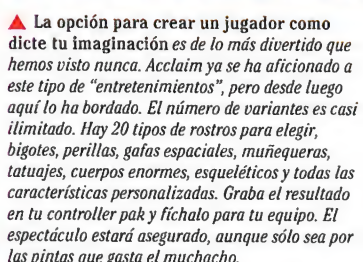 ▲ La opción para crear un jugador como
dicte tu imaginación es de lo más divertido que
hemos visto nunca. Acclaim ya se ha aficionado a
este tipo de “entretenimientos”, pero desde luego
aquí lo ha bordado. El número de variantes es casi
ilimitado. Hay 20 tipos de rostros para elegir,
bigotes, perillas, gafas espaciales, muñequeras,
tatuajes, cuerpos enormes, esqueléticos y todas las
características personalizadas. Graba el resultado
en tu controller pak y fíchalo para tu equipo. El
espectáculo estará asegurado, aunque sólo sea por
las pintas que gasta el muchacho.